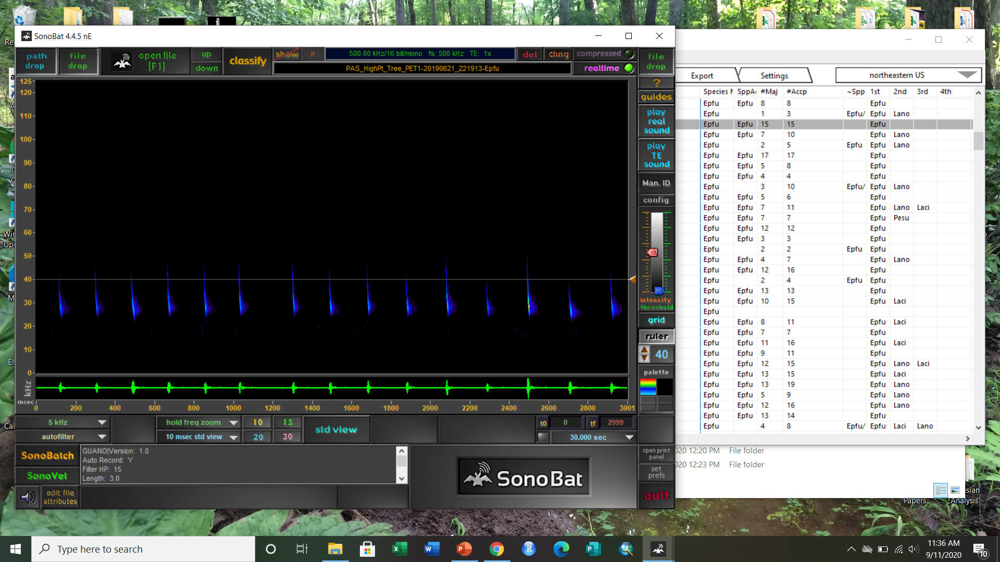 SonoBat 4.4.5 nE
path drop
file drop
open file [F1]
up
down
classify
show
R
500.00 kHz/16 bit/mono fs: 500 kHz TE: 1x
del
chng
compressed
PAS_HighPt_Tree_PET1-20190621_221913-Epfu
realtime
file drop
?
guides
play real sound
play TE sound
Man. ID
config
intensity
threshold
grid
ruler
40
palette
125
120
110
100
90
80
70
60
50
40
30
20
10
0
kHz
msec
0 200 400 600 800 1000 1200 1400 1600 1800 2000 2200 2400 2600 2800 3001
5 kHz
autofilter
hold freq zoom
10 msec std view
10
15
20
30
std view
t0 0 tf 2999
30.000 sec
SonoBatch
SonoVet
edit file attributes
GUANO|Version: 1.0
Auto Record: Y
Filter HP: 15
Length: 3.0
SonoBat
open print panel
set prefs
quit
Export
Settings
northeastern US
Species SppA #Maj #Accp ~Spp 1st 2nd 3rd 4th
Epfu Epfu 8 8 Epfu
Epfu 1 3 Epfu/ Epfu Lano
Epfu Epfu 15 15 Epfu
Epfu Epfu 7 10 Epfu Lano
Epfu 2 5 Epfu Epfu Lano
Epfu Epfu 17 17 Epfu
Epfu Epfu 5 8 Epfu
Epfu Epfu 4 4 Epfu
Epfu 3 10 Epfu/ Epfu Lano
Epfu Epfu 5 6 Epfu
Epfu Epfu 7 11 Epfu Lano Laci
Epfu Epfu 7 7 Epfu Pesu
Epfu Epfu 12 12 Epfu
Epfu Epfu 3 3 Epfu
Epfu 2 2 Epfu Epfu
Epfu Epfu 4 7 Epfu Lano
Epfu Epfu 12 16 Epfu
Epfu 2 4 Epfu Epfu
Epfu Epfu 13 13 Epfu
Epfu Epfu 10 15 Epfu Laci
Epfu
Epfu Epfu 8 11 Epfu Laci
Epfu Epfu 7 7 Epfu
Epfu Epfu 11 16 Epfu Laci
Epfu Epfu 9 11 Epfu
Epfu Epfu 12 15 Epfu Lano Laci
Epfu Epfu 13 15 Epfu Laci
Epfu Epfu 13 19 Epfu Lano
Epfu Epfu 5 9 Epfu Lano
Epfu Epfu 12 16 Epfu Lano
Epfu Epfu 13 14 Epfu
Epfu 4 8 Epfu/ Epfu Laci Lano
020 12:20 PM File folder
020 12:23 PM File folder
esian
Papers
Analysis
Type here to search
11:36 AM
9/11/2020
10